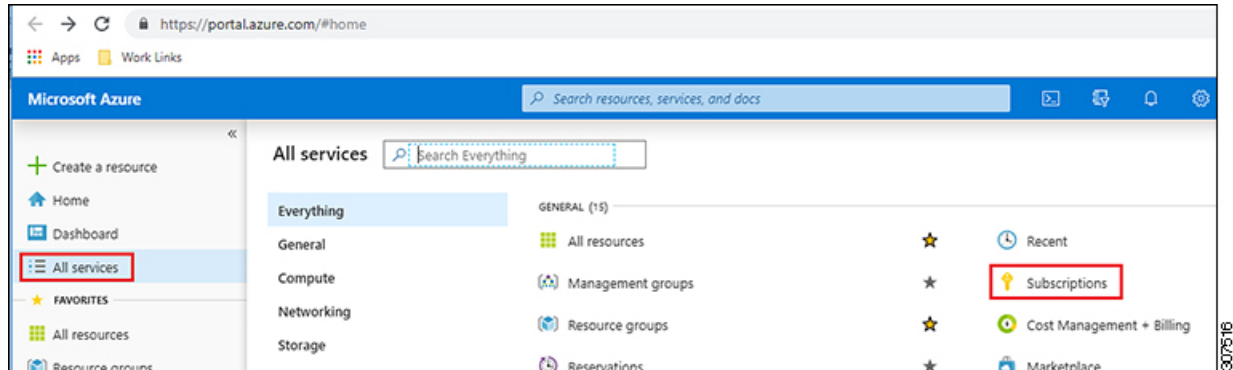 https://portal.azure.com/#home
Apps
Work Links
Microsoft Azure
Search resources, services, and docs
«
Create a resource
Home
Dashboard
All services
FAVORITES
All resources
Resource groups
All services
Search Everything
Everything
General
Compute
Networking
Storage
GENERAL (15)
All resources
Recent
Management groups
Subscriptions
Resource groups
Cost Management + Billing
Reservations
Marketplace
307516